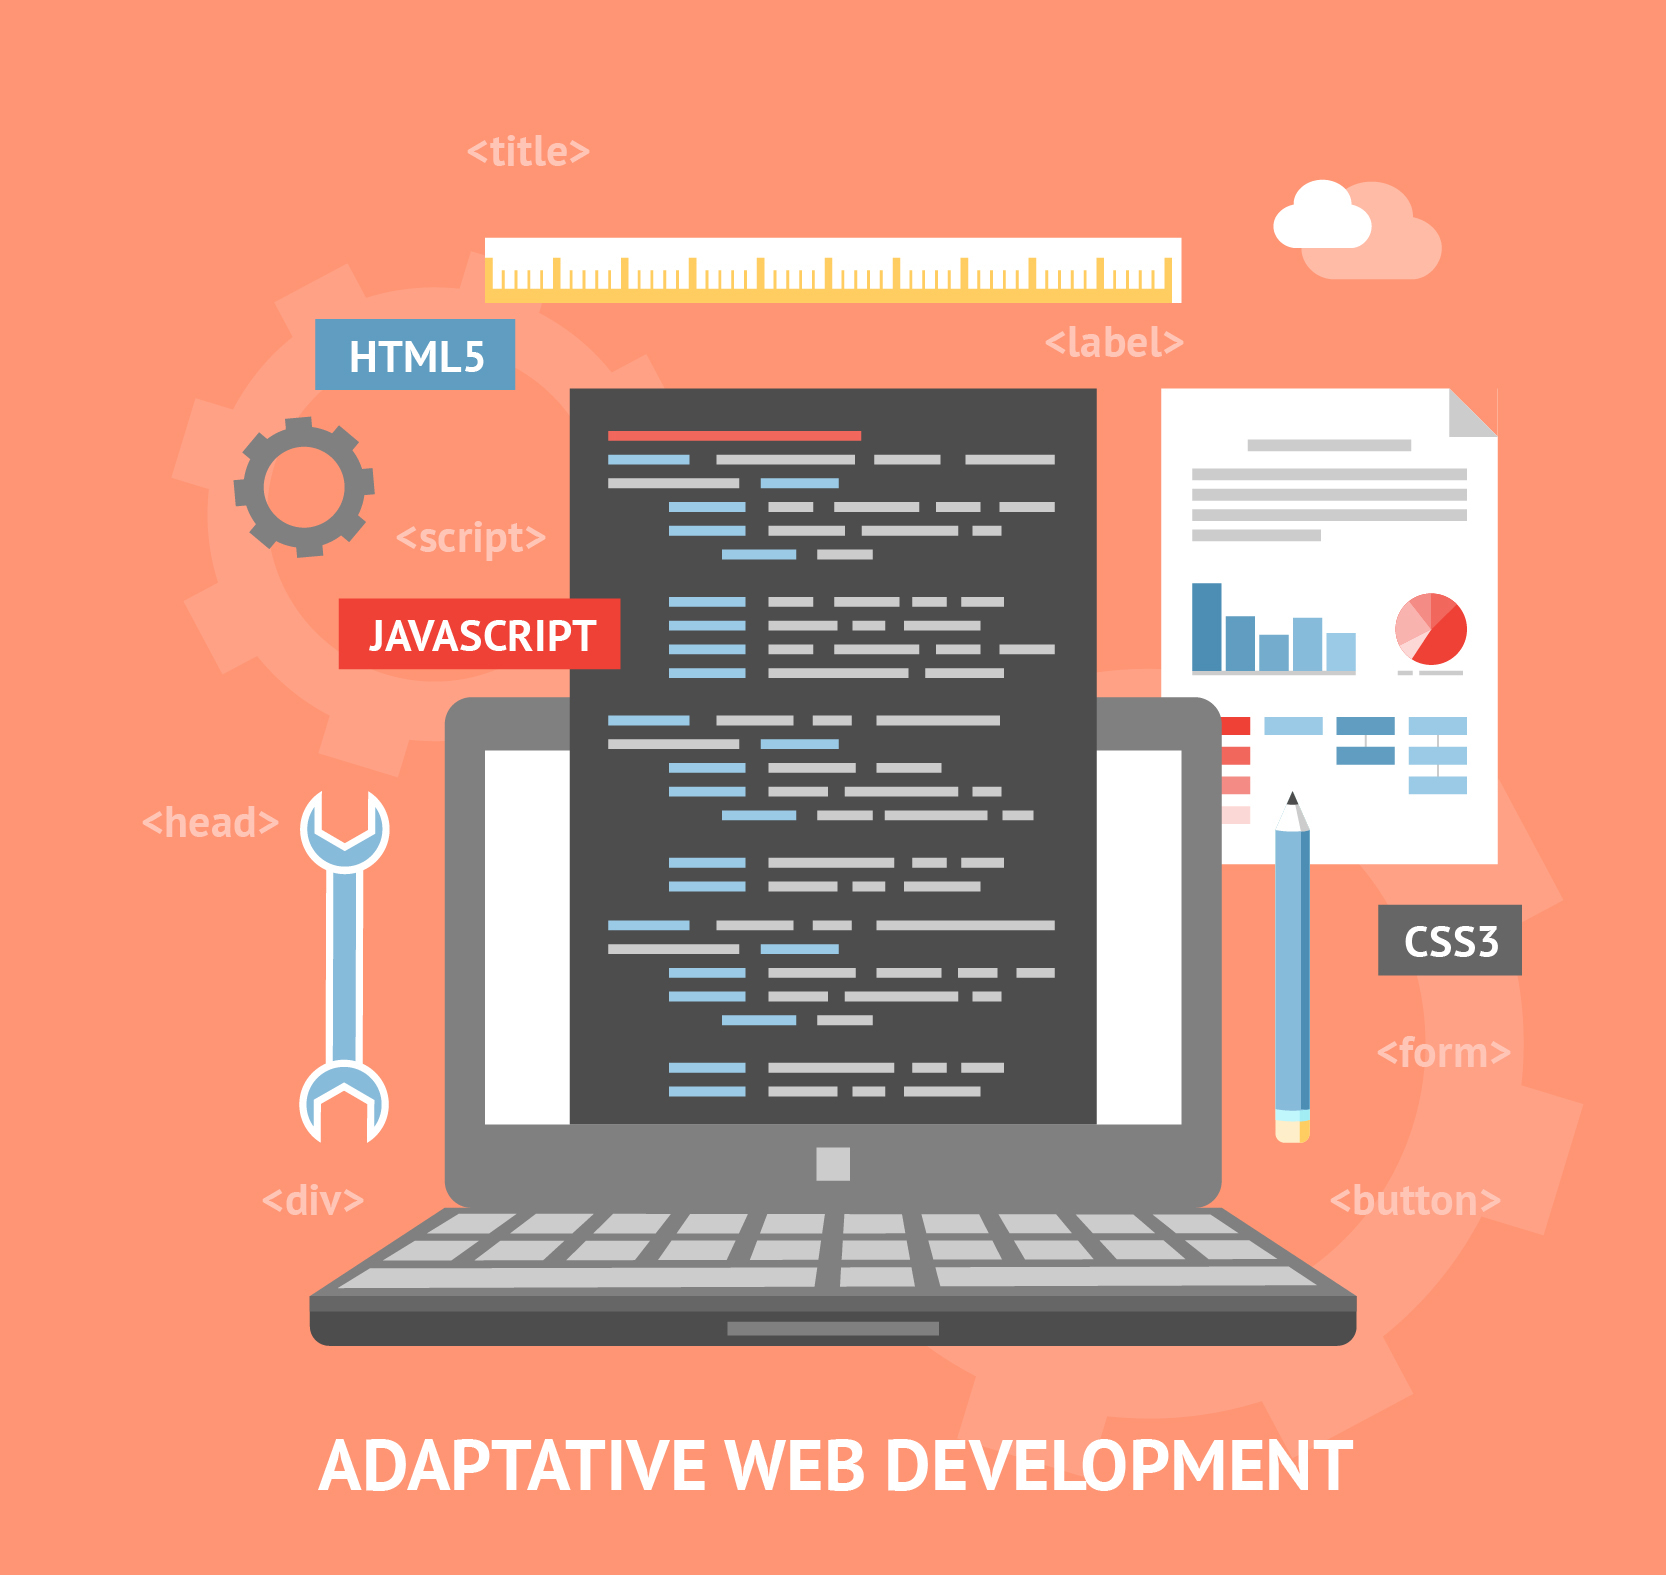 <title>
HTML5
<label>
<script>
JAVASCRIPT
<head>
CSS3
<form>
<div>
<button>
ADAPTATIVE WEB DEVELOPMENT